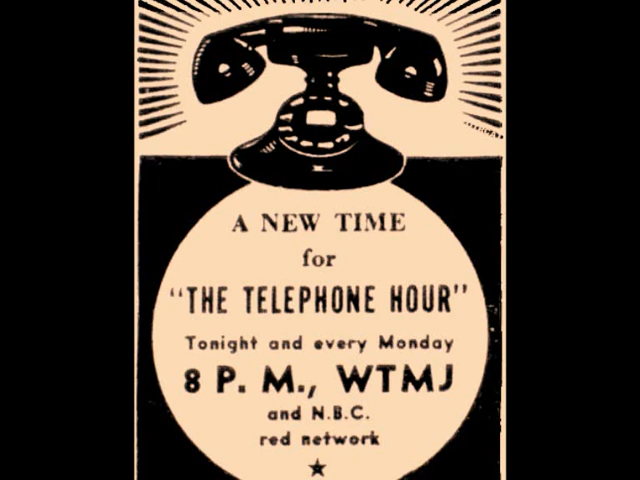 A NEW TIME
for
"THE TELEPHONE HOUR"
Tonight and every Monday
8 P. M., WTMJ
and N.B.C.
red network